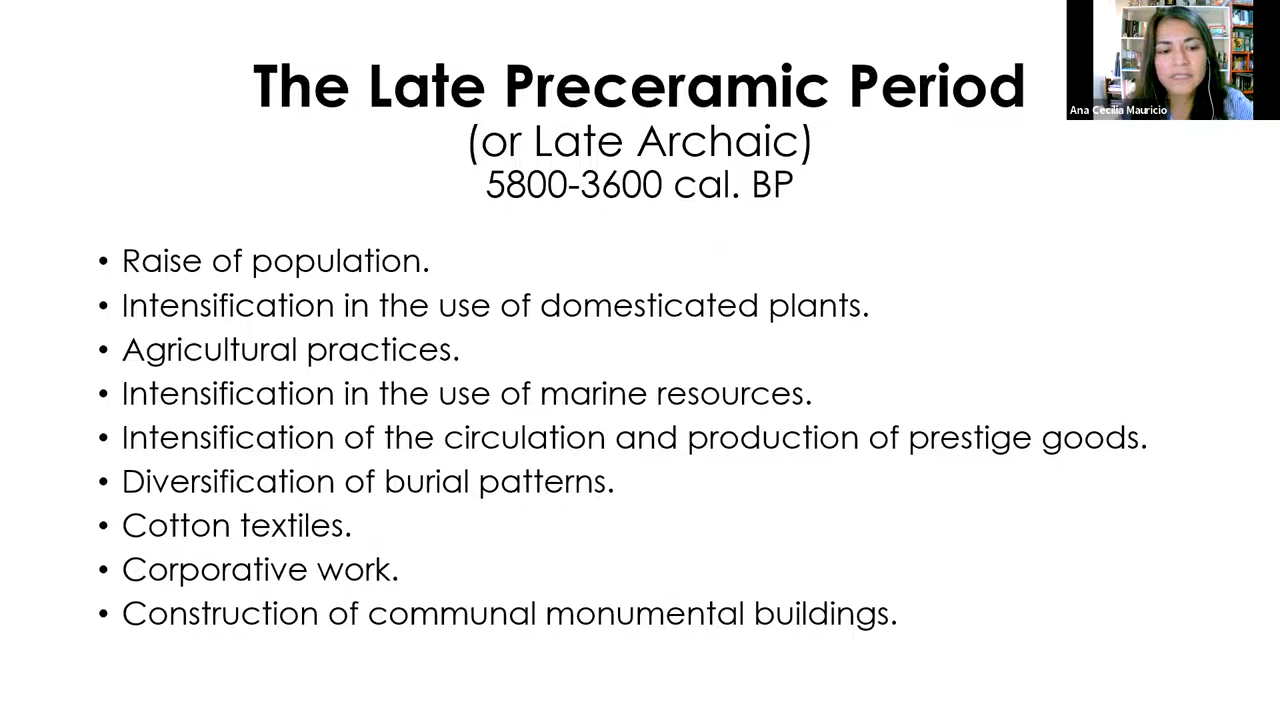 The Late Preceramic Period
(or Late Archaic)
5800-3600 cal. BP
Ana Cecilia Mauricio
• Raise of population.
• Intensification in the use of domesticated plants.
• Agricultural practices.
• Intensification in the use of marine resources.
• Intensification of the circulation and production of prestige goods.
• Diversification of burial patterns.
• Cotton textiles.
• Corporative work.
• Construction of communal monumental buildings.